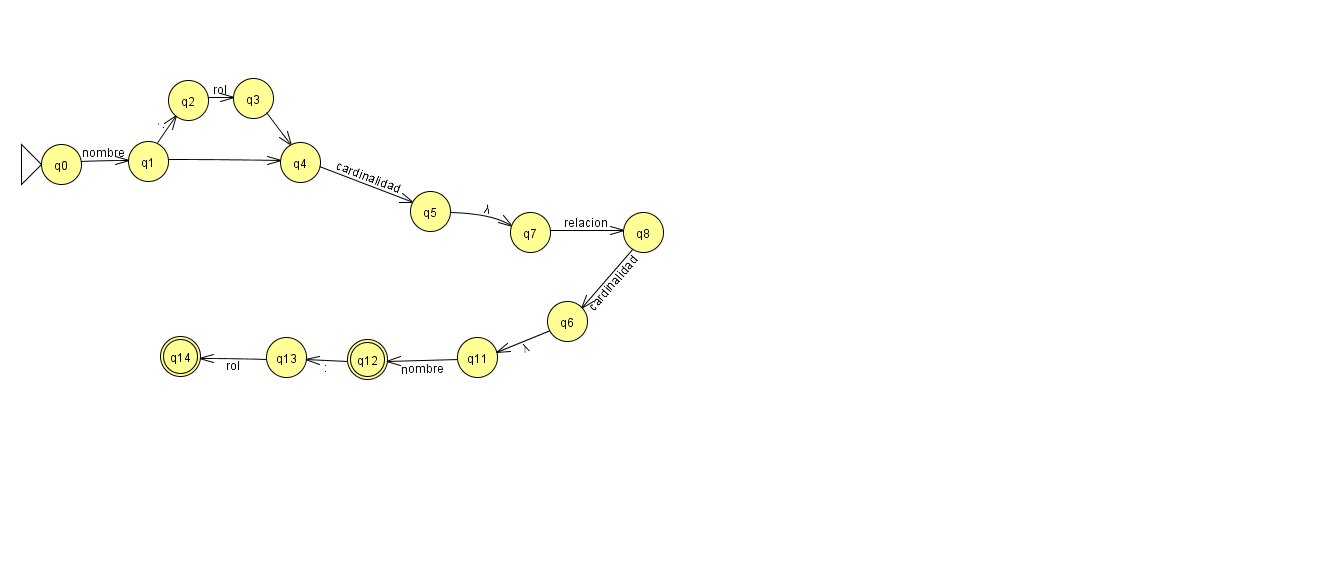 q2
rol
q3
:
q0
nombre
q1
q4
cardinalidad
q5
λ
q7
relacion
q8
cardinalidad
q6
λ
q14
rol
q13
:
q12
nombre
q11